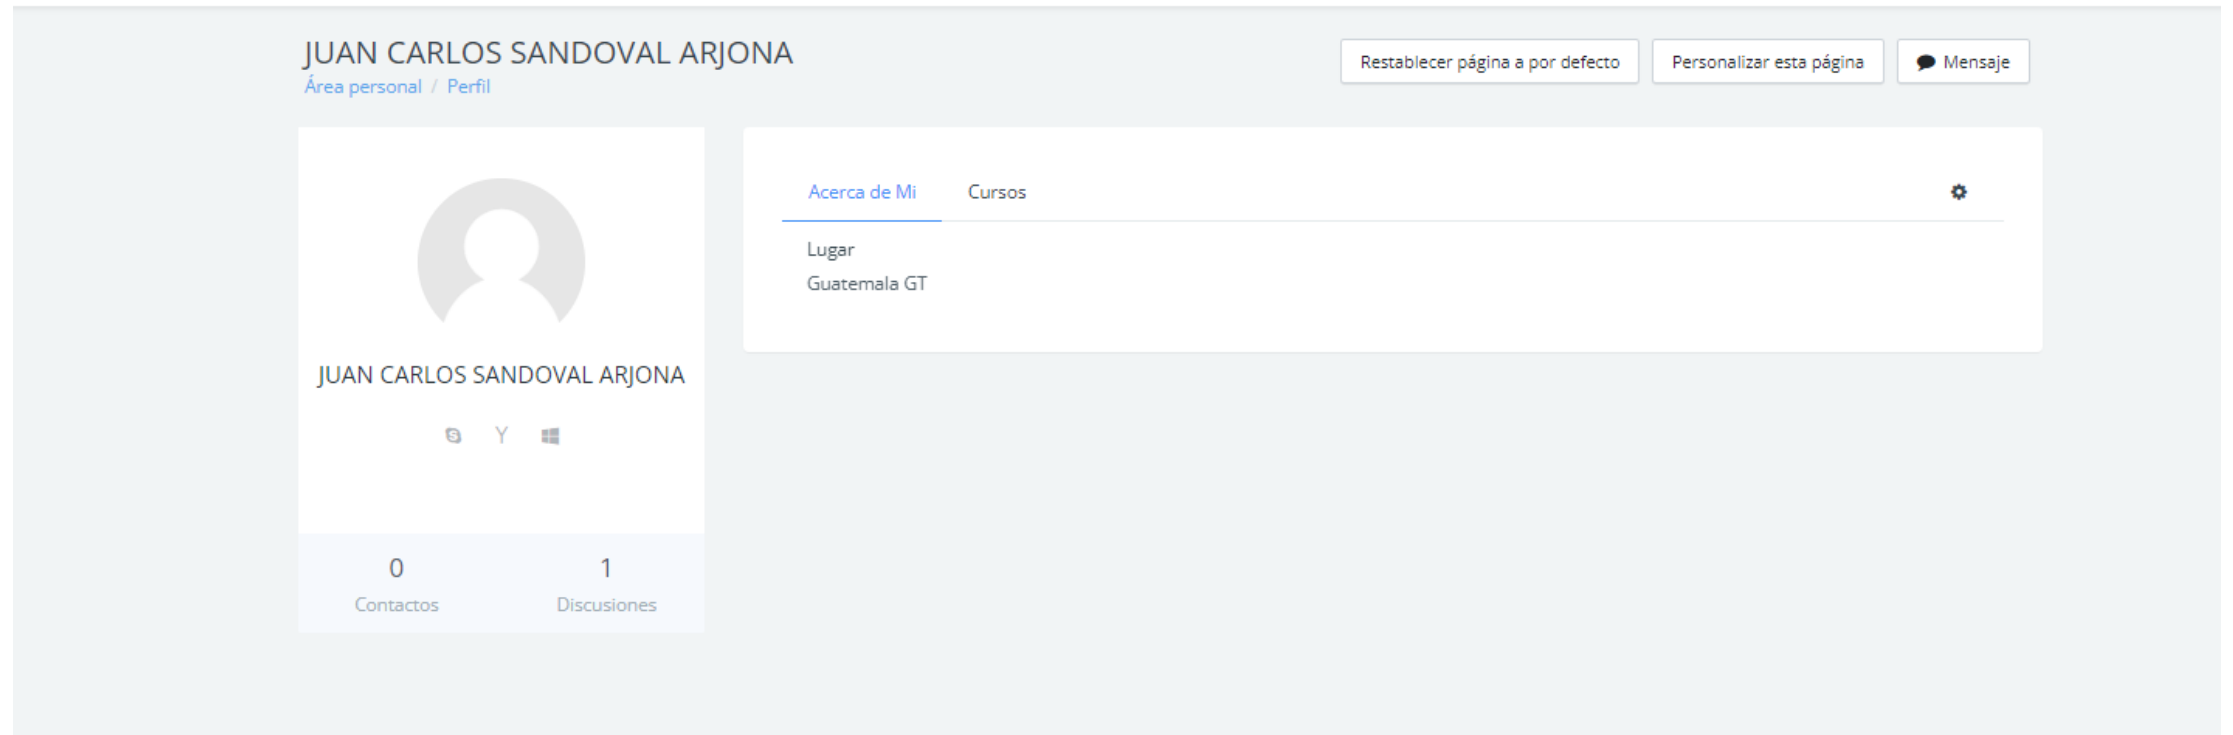 JUAN CARLOS SANDOVAL ARJONA
Área personal / Perfil
Restablecer página a por defecto
Personalizar esta página
Mensaje
JUAN CARLOS SANDOVAL ARJONA
0
Contactos
1
Discusiones
Acerca de Mi
Cursos
Lugar
Guatemala GT